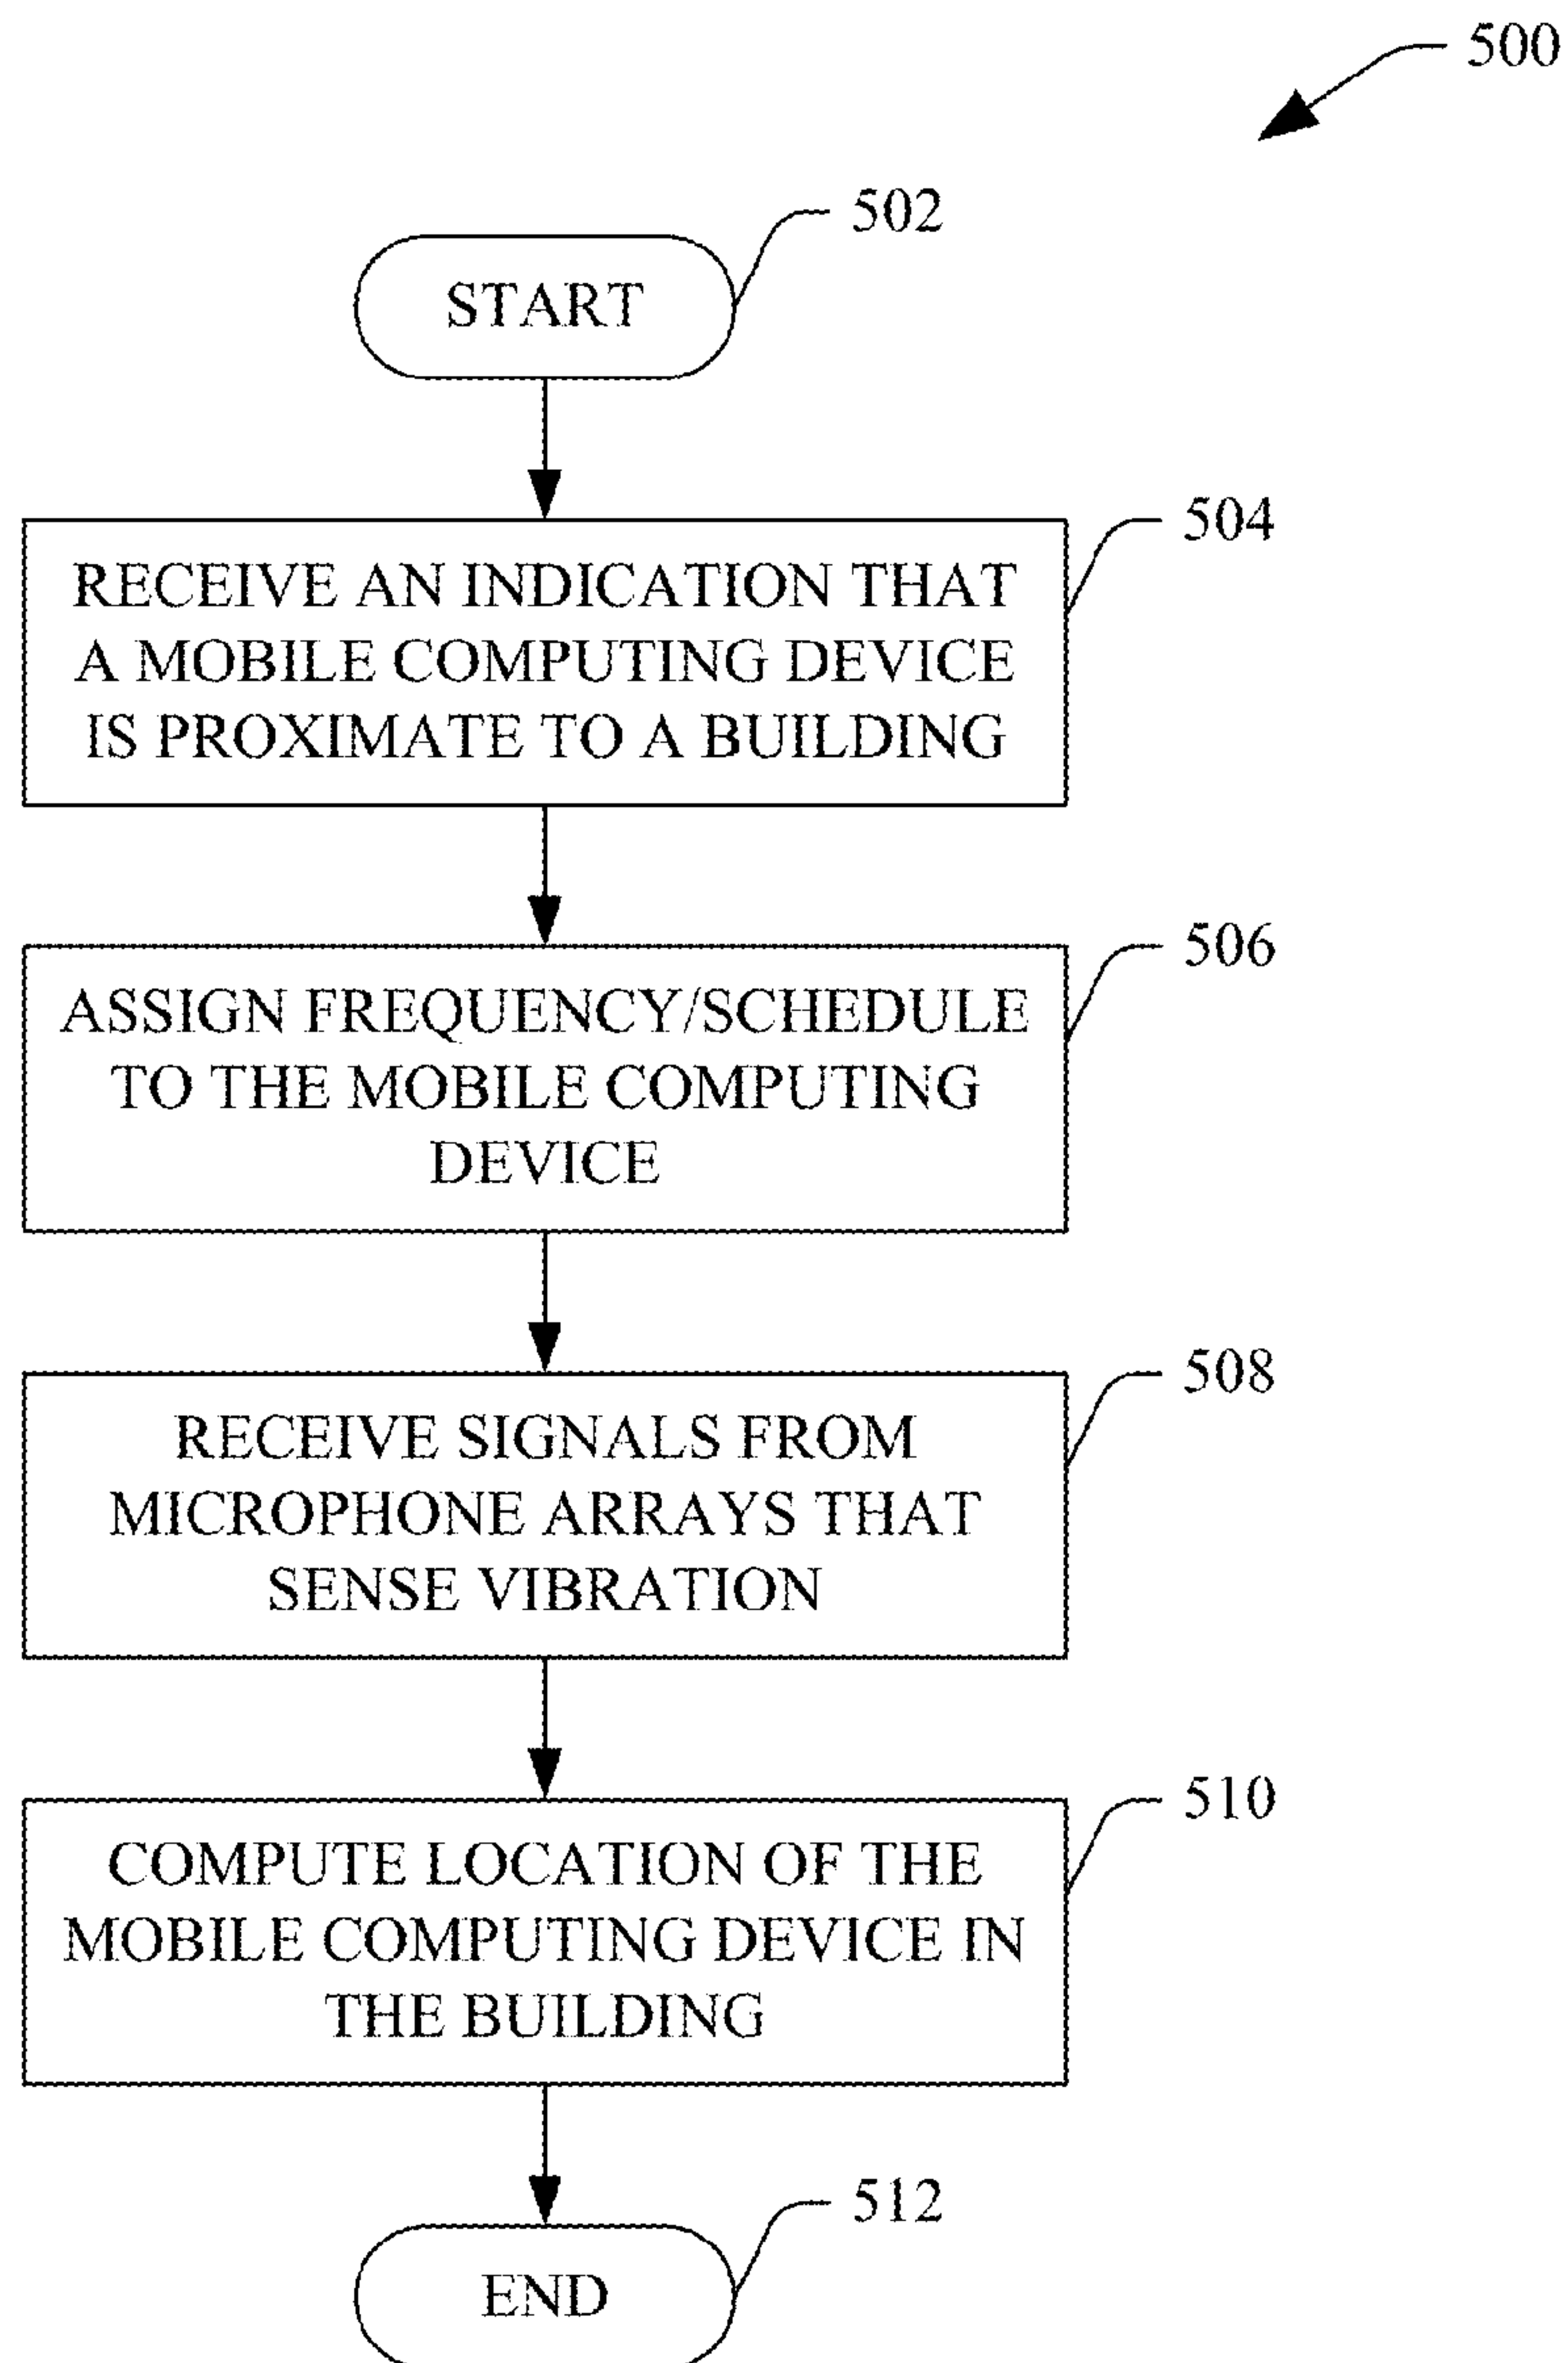 500
502
START
504
RECEIVE AN INDICATION THAT
A MOBILE COMPUTING DEVICE
IS PROXIMATE TO A BUILDING
506
ASSIGN FREQUENCY/SCHEDULE
TO THE MOBILE COMPUTING
DEVICE
508
RECEIVE SIGNALS FROM
MICROPHONE ARRAYS THAT
SENSE VIBRATION
510
COMPUTE LOCATION OF THE
MOBILE COMPUTING DEVICE IN
THE BUILDING
512
END